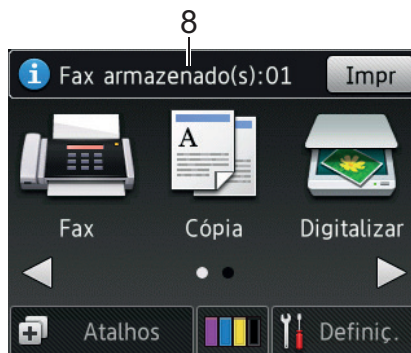 8
Fax armazenado(s):01 Impr
A
Fax Cópia Digitalizar
Atalhos Definiç.